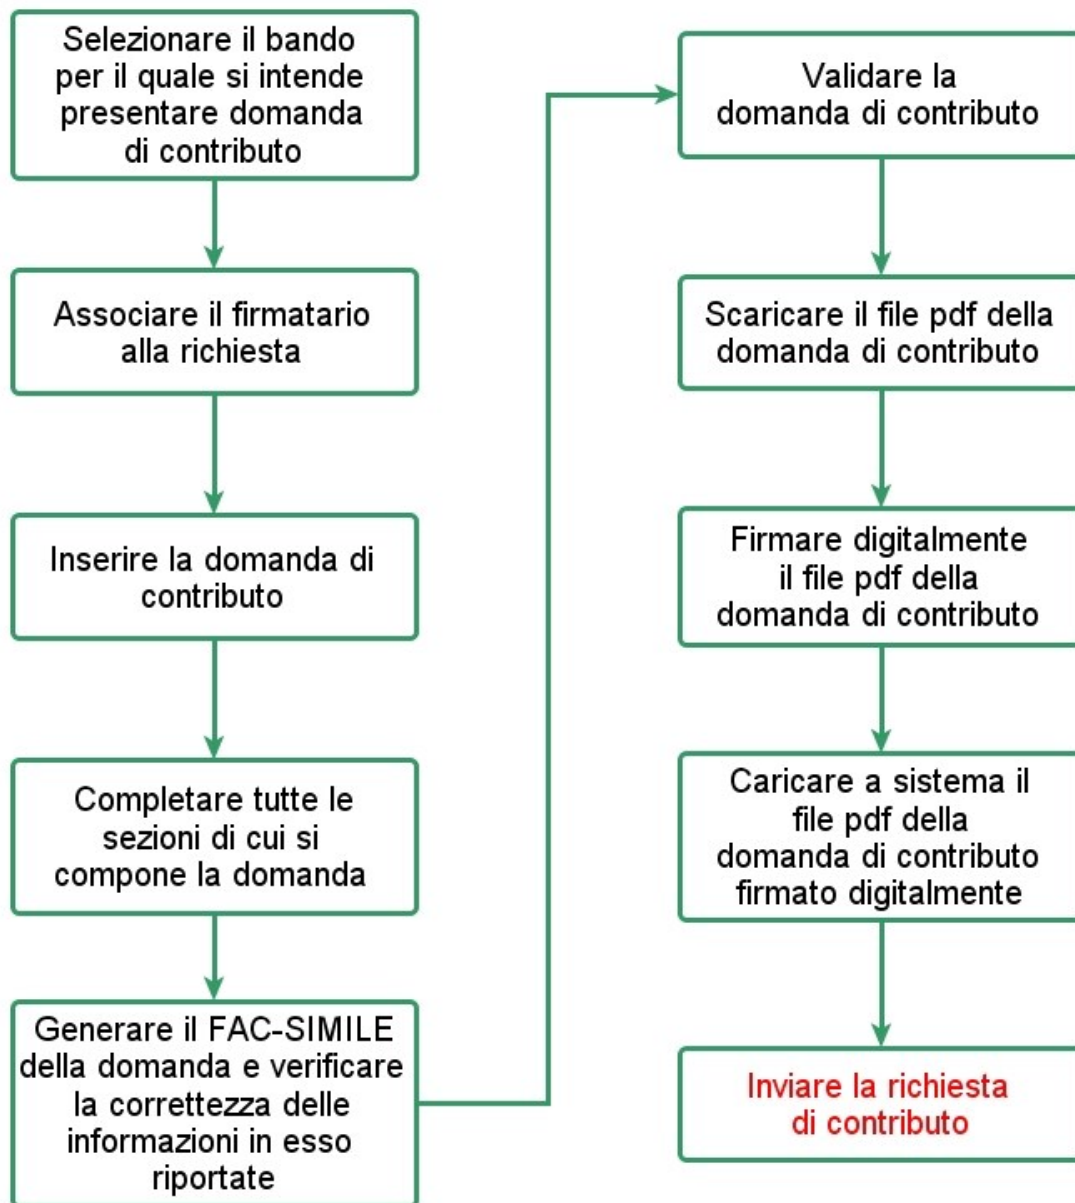 Selezionare il bando
per il quale si intende
presentare domanda
di contributo
Associare il firmatario
alla richiesta
Inserire la domanda di
contributo
Completare tutte le
sezioni di cui si
compone la domanda
Generare il FAC-SIMILE
della domanda e verificare
la correttezza delle
informazioni in esso
riportate
Validare la
domanda di contributo
Scaricare il file pdf della
domanda di contributo
Firmare digitalmente
il file pdf della
domanda di contributo
Caricare a sistema il
file pdf della
domanda di contributo
firmato digitalmente
Inviare la richiesta
di contributo